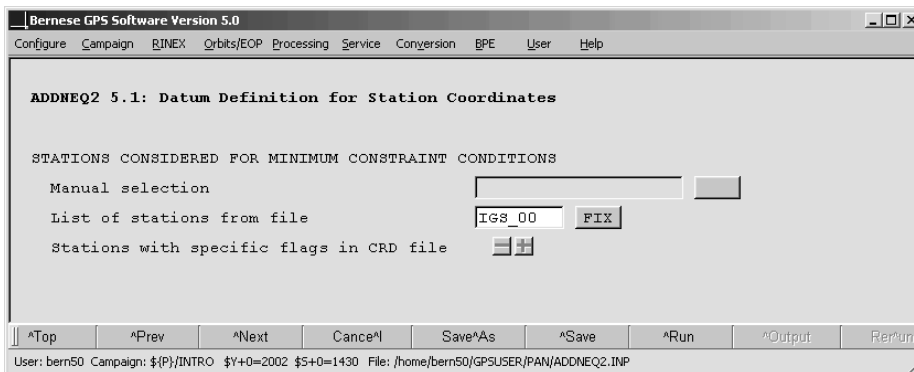 Bernese GPS Software Version 5.0
Configure Campaign RINEX Orbits/EOP Processing Service Conversion BPE User Help
ADDNEQ2 5.1: Datum Definition for Station Coordinates
STATIONS CONSIDERED FOR MINIMUM CONSTRAINT CONDITIONS
Manual selection
List of stations from file IGS_00 FIX
Stations with specific flags in CRD file
^Top ^Prev ^Next Cance^l Save^As ^Save ^Run ^Output Rer^un
User: bern50 Campaign: ${P}/INTRO $Y+0=2002 $S+0=1430 File: /home/bern50/GPSUSER/PAN/ADDNEQ2.INP